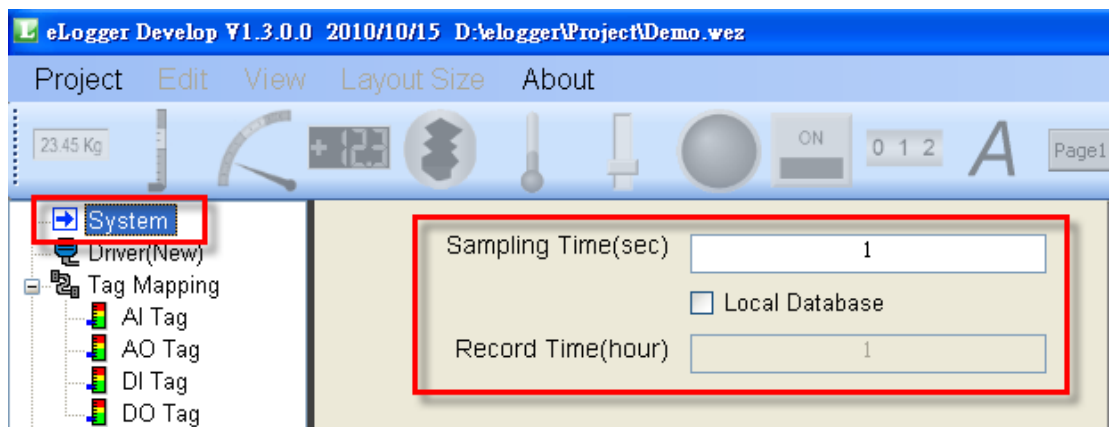 eLogger Develop V1.3.0.0 2010/10/15 D:\elogger\Project\Demo.wez
Project Edit View Layout Size About
23.45 Kg +12.3 ON 0 1 2 A Page1
System
Driver(New)
Tag Mapping
AI Tag
AO Tag
DI Tag
DO Tag
Sampling Time(sec) 1
Local Database
Record Time(hour) 1